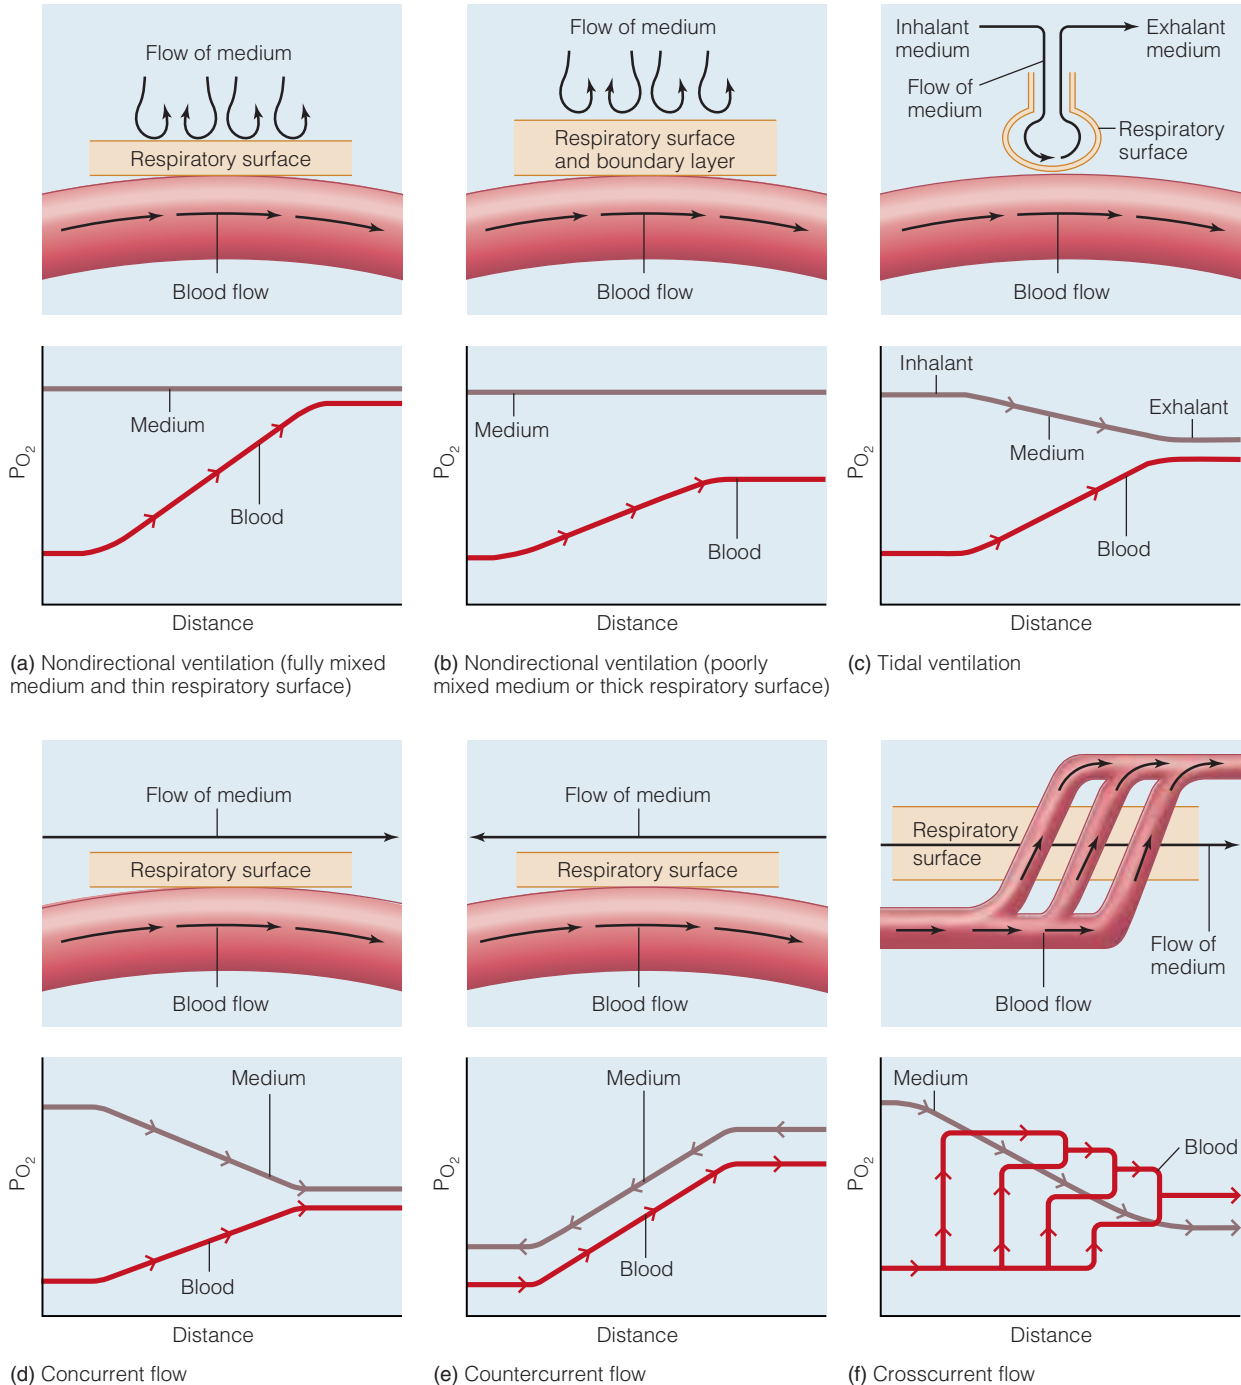 Flow of medium
Respiratory surface
Blood flow
PO2
Medium
Blood
Distance
(a) Nondirectional ventilation (fully mixed
medium and thin respiratory surface)
Flow of medium
Respiratory surface
and boundary layer
Blood flow
Medium
Blood
Distance
(b) Nondirectional ventilation (poorly
mixed medium or thick respiratory surface)
Inhalant
medium
Exhalant
medium
Flow of
medium
Respiratory
surface
Blood flow
PO2
Inhalant
Exhalant
Medium
Blood
Distance
(c) Tidal ventilation
Flow of medium
Respiratory surface
Blood flow
PO2
Medium
Blood
Distance
(d) Concurrent flow
Flow of medium
Respiratory surface
Blood flow
PO2
Medium
Blood
Distance
(e) Countercurrent flow
Respiratory
surface
Flow of
medium
Blood flow
PO2
Medium
Blood
Distance
(f) Crosscurrent flow